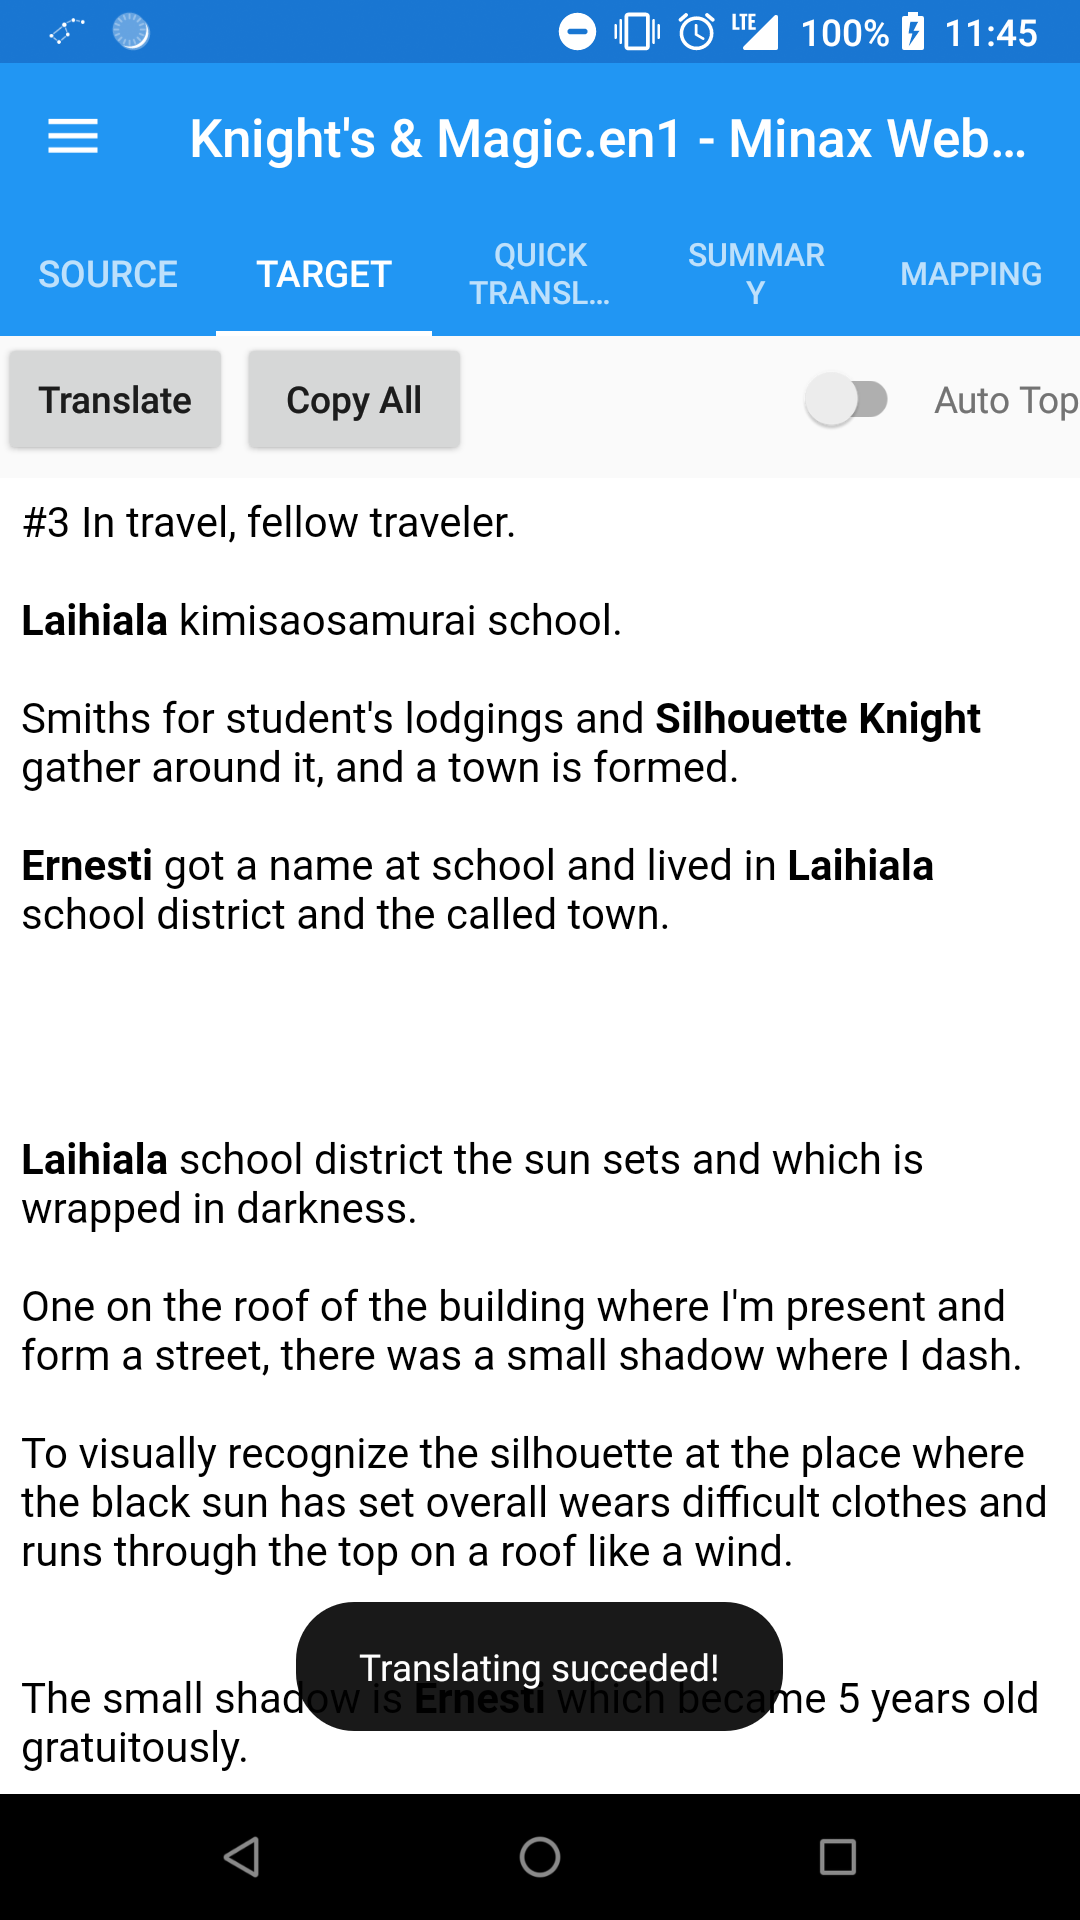 LTE 100% 11:45
Knight's & Magic.en1 - Minax Web...
SOURCE
TARGET
QUICK
TRANSL...
SUMMAR
Y
MAPPING
Translate
Copy All
Auto Top
#3 In travel, fellow traveler.
Laihiala kimisaosamurai school.
Smiths for student's lodgings and Silhouette Knight
gather around it, and a town is formed.
Ernesti got a name at school and lived in Laihiala
school district and the called town.
Laihiala school district the sun sets and which is
wrapped in darkness.
One on the roof of the building where I'm present and
form a street, there was a small shadow where I dash.
To visually recognize the silhouette at the place where
the black sun has set overall wears difficult clothes and
runs through the top on a roof like a wind.
Translating succeded!
The small shadow is Ernesti which became 5 years old
gratuitously.